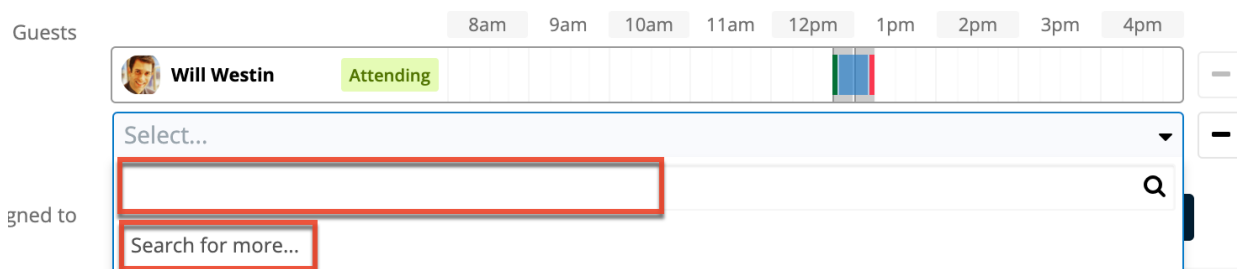 Guests 8am 9am 10am 11am 12pm 1pm 2pm 3pm 4pm
Will Westin Attending
Select...
gned to
Search for more...